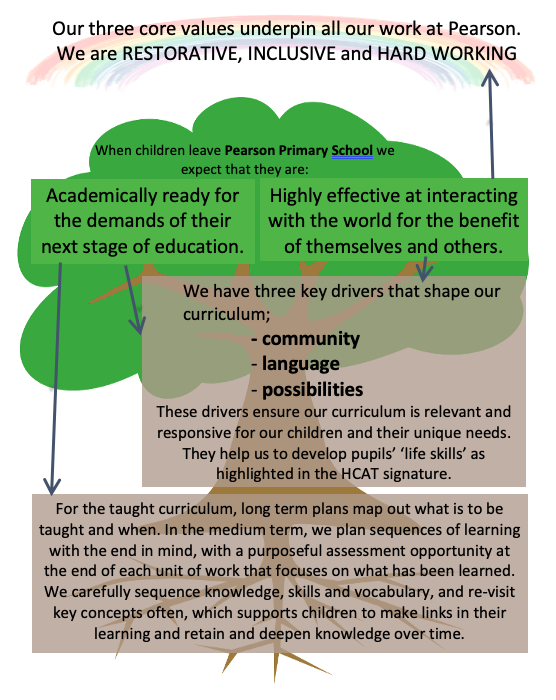 Our three core values underpin all our work at Pearson.
We are RESTORATIVE, INCLUSIVE and HARD WORKING
When children leave Pearson Primary School we
expect that they are:
Academically ready for
the demands of their
next stage of education.
Highly effective at interacting
with the world for the benefit
of themselves and others.
We have three key drivers that shape our
curriculum;
- community
- language
- possibilities
These drivers ensure our curriculum is relevant and
responsive for our children and their unique needs.
They help us to develop pupils' 'life skills' as
highlighted in the HCAT signature.
For the taught curriculum, long term plans map out what is to be
taught and when. In the medium term, we plan sequences of learning
with the end in mind, with a purposeful assessment opportunity at
the end of each unit of work that focuses on what has been learned.
We carefully sequence knowledge, skills and vocabulary, and re-visit
key concepts often, which supports children to make links in their
learning and retain and deepen knowledge over time.